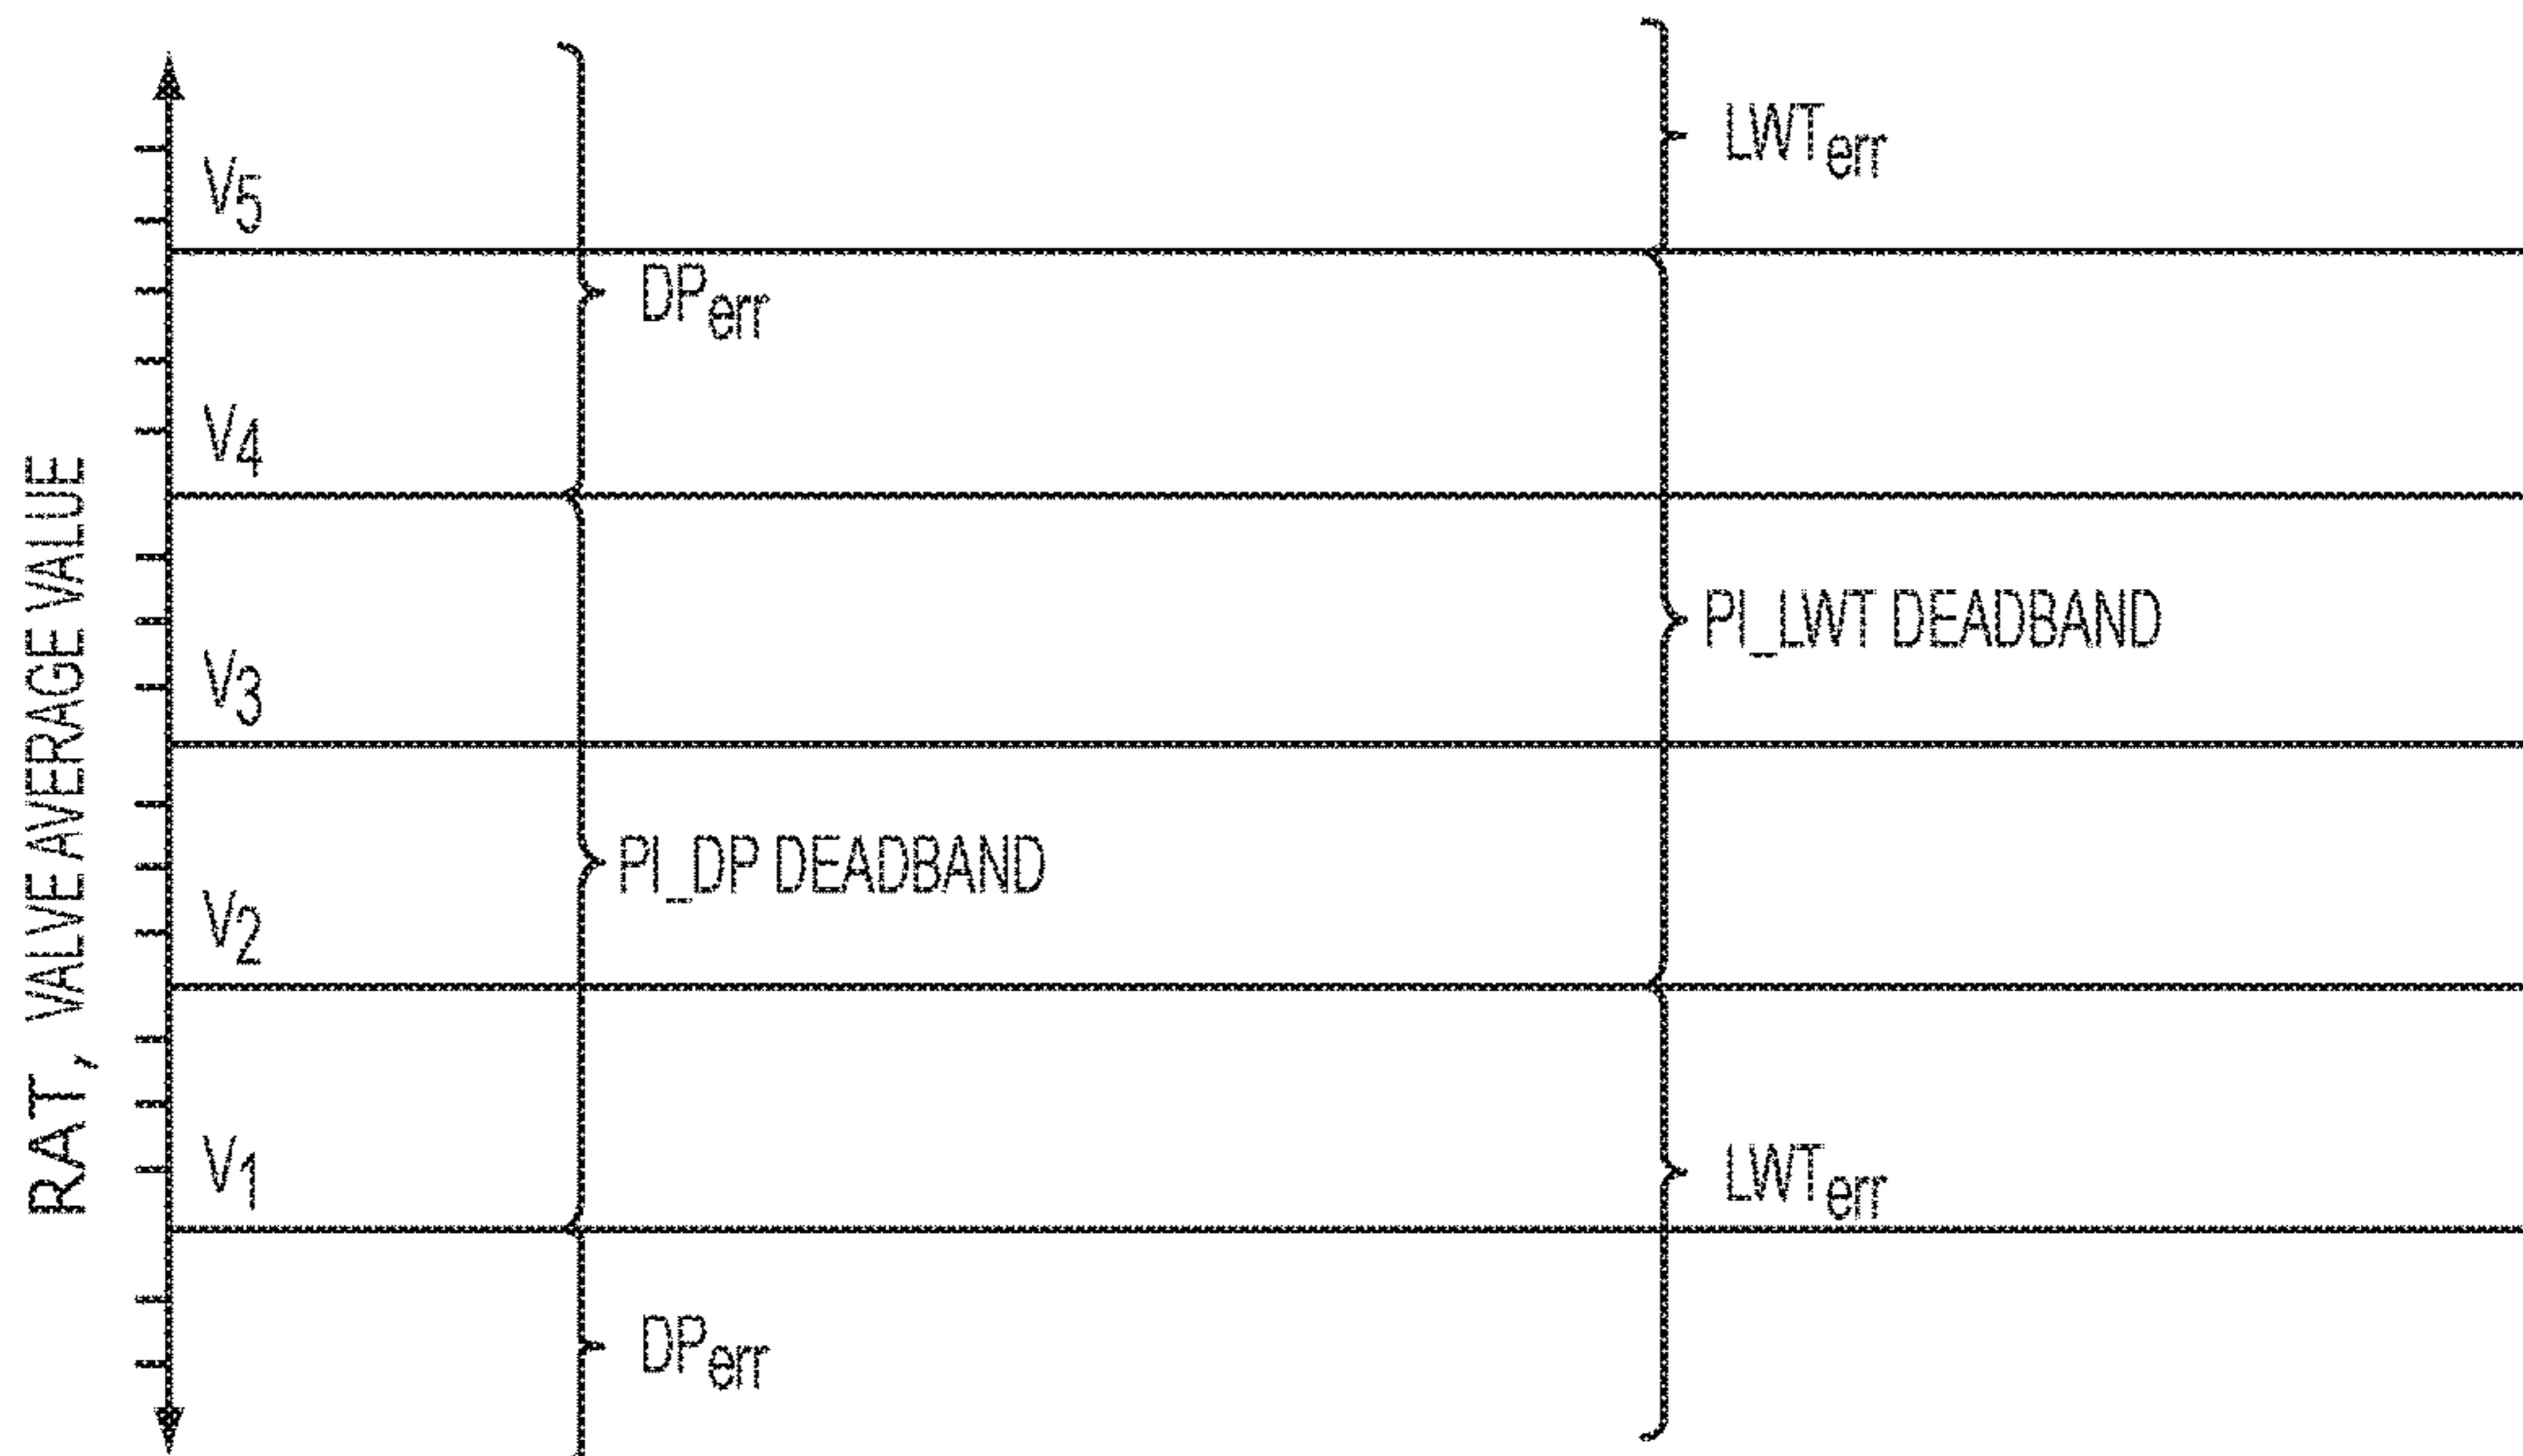 RAT, VALVE AVERAGE VALUE
LWTerr
V5
DPerr
V4
PI_LWT DEADBAND
V3
PI_DP DEADBAND
V2
V1
LWTerr
DPerr